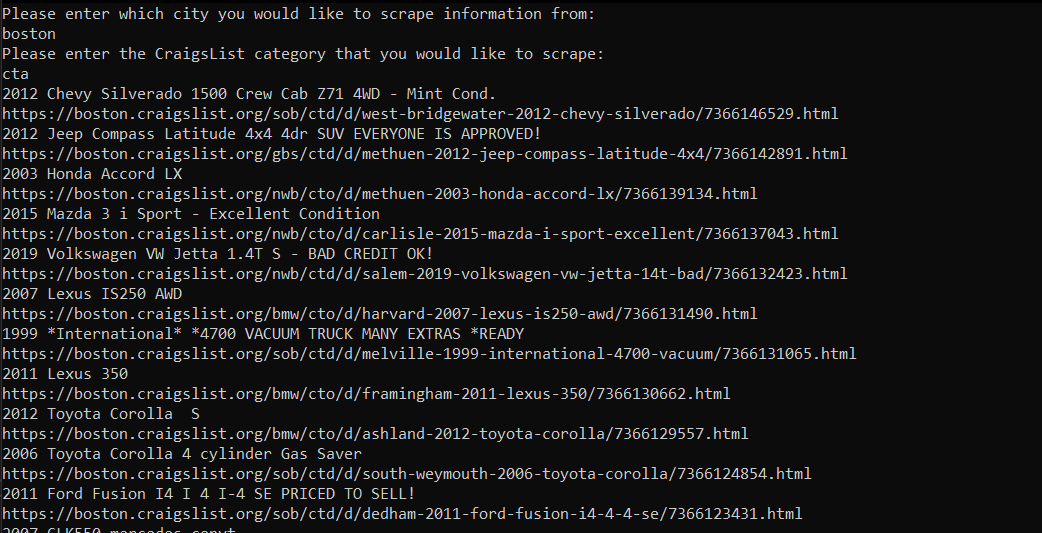 Please enter which city you would like to scrape information from:
boston
Please enter the CraigsList category that you would like to scrape:
cta
2012 Chevy Silverado 1500 Crew Cab Z71 4WD - Mint Cond.
https://boston.craigslist.org/sob/ctd/d/west-bridgewater-2012-chevy-silverado/7366146529.html
2012 Jeep Compass Latitude 4x4 4dr SUV EVERYONE IS APPROVED!
https://boston.craigslist.org/gbs/ctd/d/methuen-2012-jeep-compass-latitude-4x4/7366142891.html
2003 Honda Accord LX
https://boston.craigslist.org/nwb/cto/d/methuen-2003-honda-accord-lx/7366139134.html
2015 Mazda 3 i Sport - Excellent Condition
https://boston.craigslist.org/nwb/cto/d/carlisle-2015-mazda-i-sport-excellent/7366137043.html
2019 Volkswagen VW Jetta 1.4T S - BAD CREDIT OK!
https://boston.craigslist.org/nwb/ctd/d/salem-2019-volkswagen-vw-jetta-14t-bad/7366132423.html
2007 Lexus IS250 AWD
https://boston.craigslist.org/bmw/cto/d/harvard-2007-lexus-is250-awd/7366131490.html
1999 *International* *4700 VACUUM TRUCK MANY EXTRAS *READY
https://boston.craigslist.org/sob/ctd/d/melville-1999-international-4700-vacuum/7366131065.html
2011 Lexus 350
https://boston.craigslist.org/bmw/cto/d/framingham-2011-lexus-350/7366130662.html
2012 Toyota Corolla  S
https://boston.craigslist.org/bmw/cto/d/ashland-2012-toyota-corolla/7366129557.html
2006 Toyota Corolla 4 cylinder Gas Saver
https://boston.craigslist.org/sob/cto/d/south-weymouth-2006-toyota-corolla/7366124854.html
2011 Ford Fusion I4 I 4 I-4 SE PRICED TO SELL!
https://boston.craigslist.org/sob/ctd/d/dedham-2011-ford-fusion-i4-4-4-se/7366123431.html
2007 CLK550 mercedes